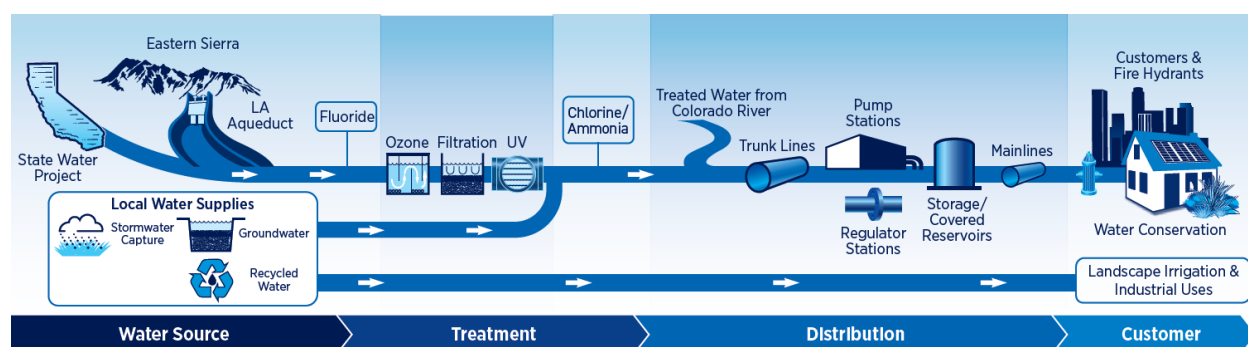 Eastern Sierra
LA
Aqueduct
State Water
Project
Fluoride
Ozone
Filtration
UV
Chlorine/
Ammonia
Treated Water from
Colorado River
Trunk Lines
Pump
Stations
Regulator
Stations
Storage/
Covered
Reservoirs
Mainlines
Customers &
Fire Hydrants
Water Conservation
Local Water Supplies
Stormwater
Capture
Groundwater
Recycled
Water
Landscape Irrigation &
Industrial Uses
Water Source
Treatment
Distribution
Customer